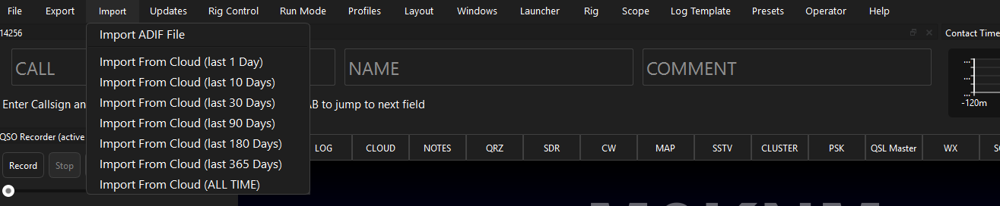 File Export Import Updates Rig Control Run Mode Profiles Layout Windows Launcher Rig Scope Log Template Presets Operator Help
14256
Contact Time
Import ADIF File
Import From Cloud (last 1 Day)
Import From Cloud (last 10 Days)
Import From Cloud (last 30 Days)
Import From Cloud (last 90 Days)
Import From Cloud (last 180 Days)
Import From Cloud (last 365 Days)
Import From Cloud (ALL TIME)
CALL NAME COMMENT
...
...
...
-120m
Enter Callsign an AB to jump to next field
QSO Recorder (active
LOG CLOUD NOTES QRZ SDR CW MAP SSTV CLUSTER PSK QSL Master WX
Record Stop